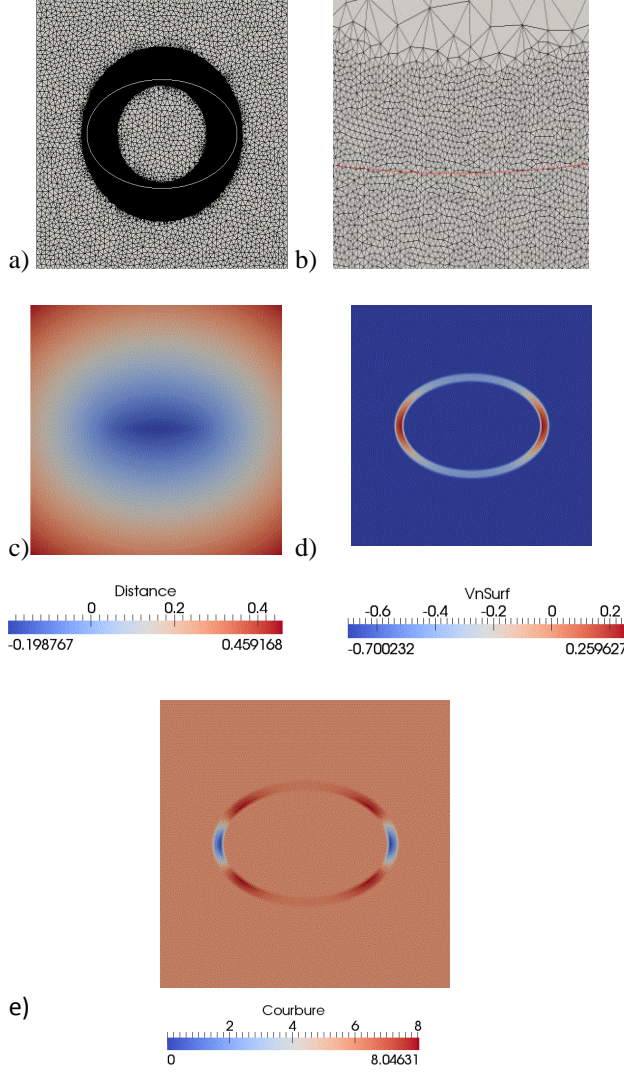 a)
b)
c)
d)
Distance
0 0.2 0.4
-0.198767 0.459168
VnSurf
-0.6 -0.4 -0.2 0 0.2
-0.700232 0.259627
e)
Courbure
2 4 6 8
0 8.04631